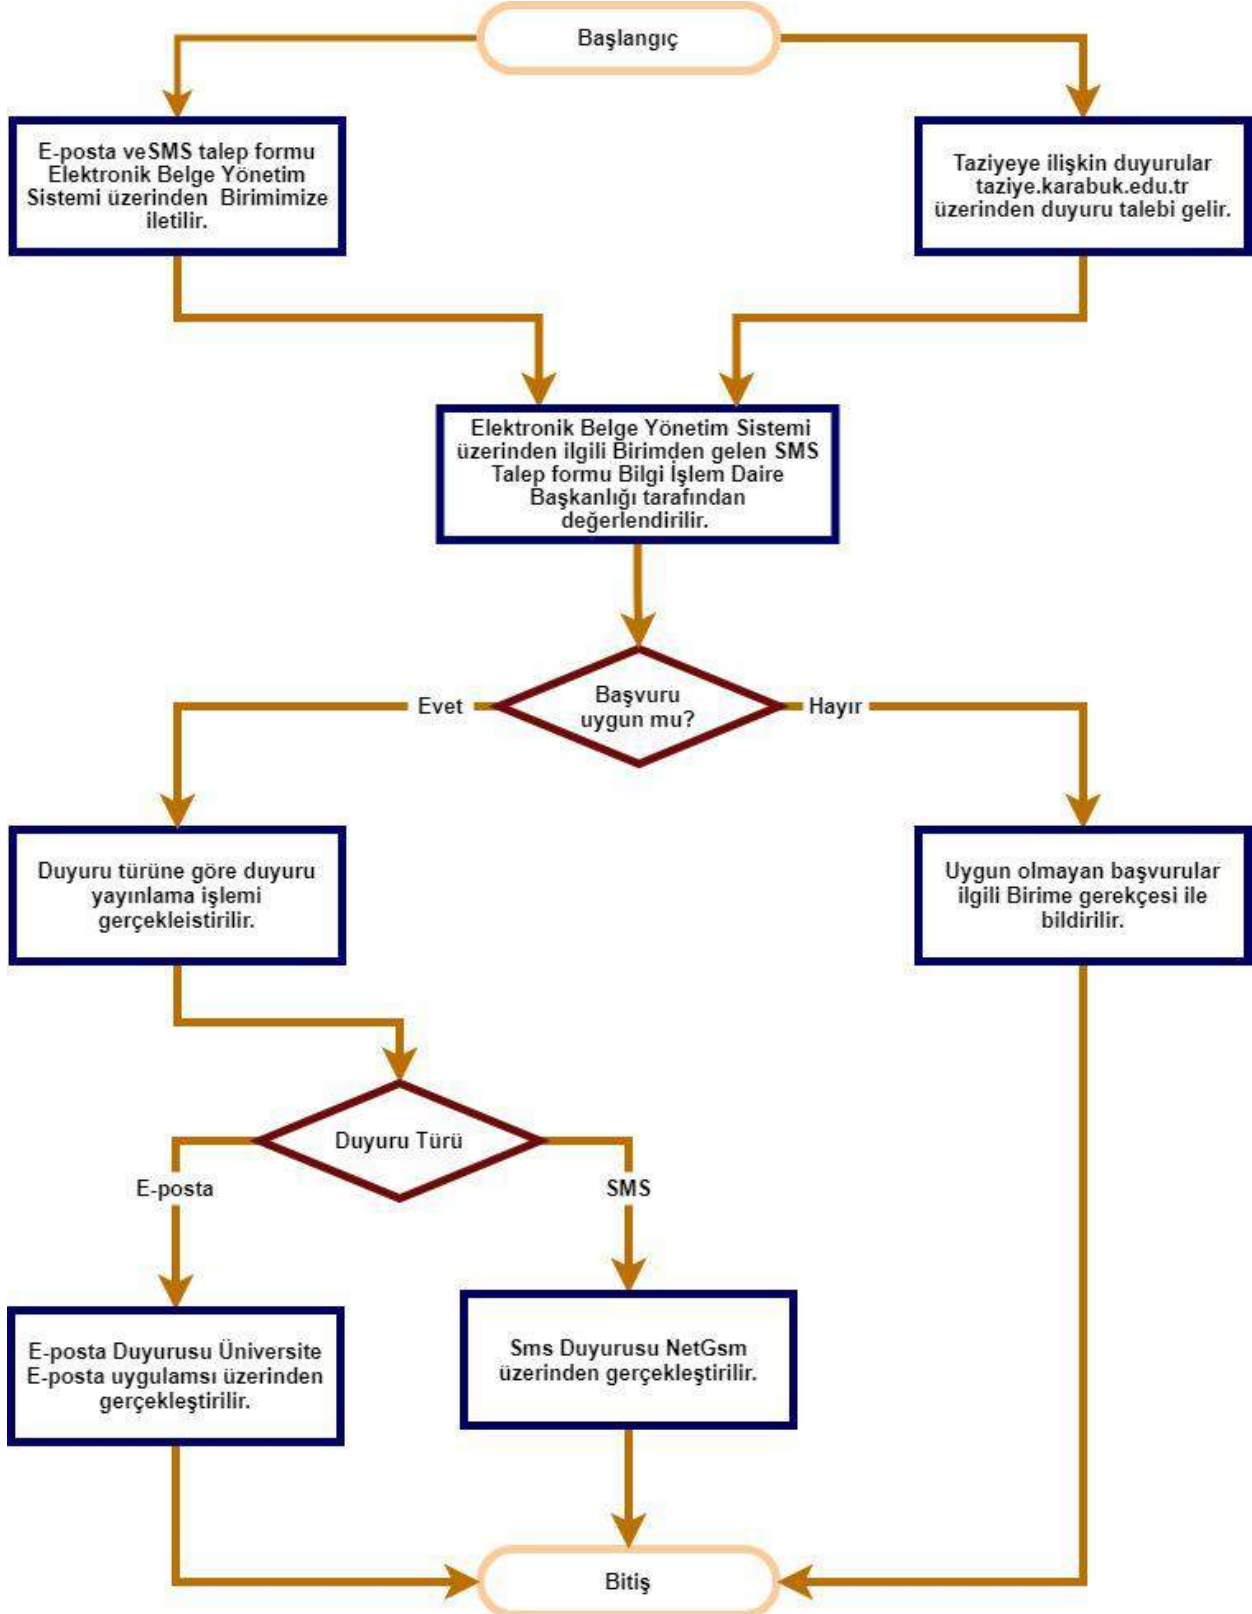 Başlangıç
E-posta veSMS talep formu
Elektronik Belge Yönetim
Sistemi üzerinden Birimimize
iletilir.
Taziyeye ilişkin duyurular
taziye.karabuk.edu.tr
üzerinden duyuru talebi gelir.
Elektronik Belge Yönetim Sistemi
üzerinden ilgili Birimden gelen SMS
Talep formu Bilgi İşlem Daire
Başkanlığı tarafından
değerlendirilir.
Başvuru
uygun mu?
Evet
Hayır
Duyuru türüne göre duyuru
yayınlama işlemi
gerçekleistirilir.
Uygun olmayan başvurular
ilgili Birime gerekçesi ile
bildirilir.
Duyuru Türü
E-posta
SMS
E-posta Duyurusu Üniversite
E-posta uygulamsı üzerinden
gerçekleştirilir.
Sms Duyurusu NetGsm
üzerinden gerçekleştirilir.
Bitiş